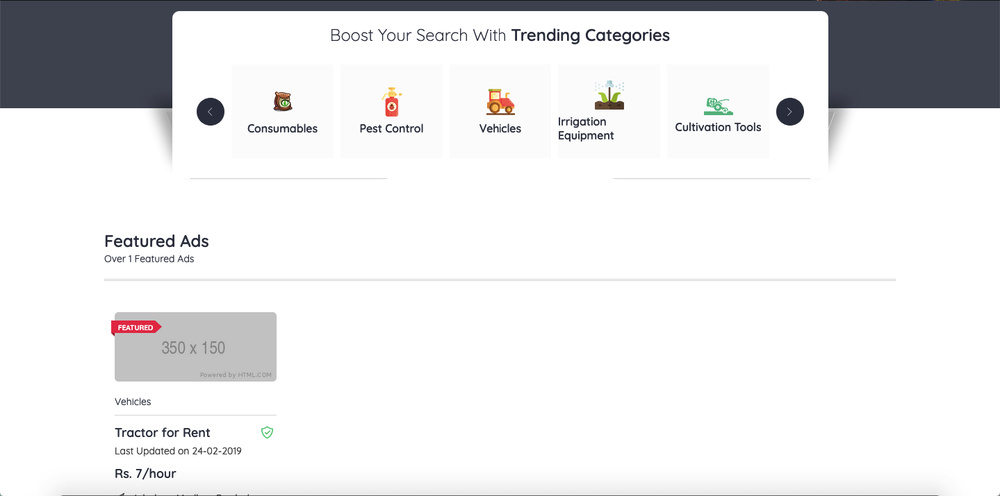 Boost Your Search With Trending Categories
Consumables
Pest Control
Vehicles
Irrigation
Equipment
Cultivation Tools
Featured Ads
Over 1 Featured Ads
FEATURED
350 x 150
Powered by HTML.COM
Vehicles
Tractor for Rent
Last Updated on 24-02-2019
Rs. 7/hour